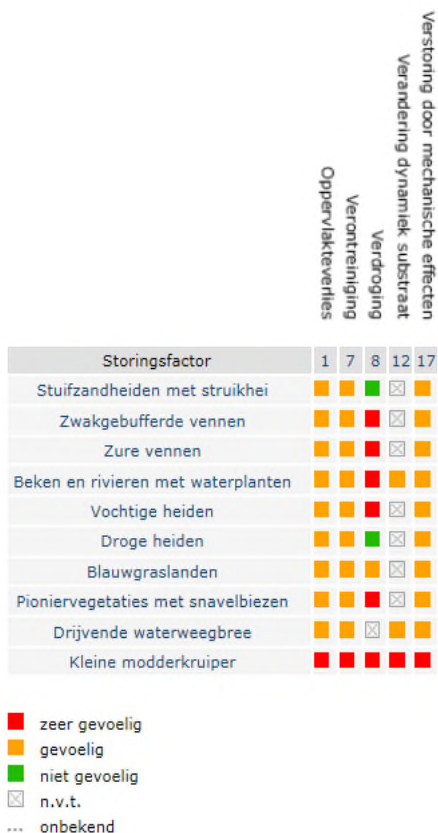 Oppervlakteverlies
Verontreiniging
Verdroging
Verandering dynamiek substraat
Verstoring door mechanische effecten
Storingsfactor 1 7 8 12 17
Stuifzandheiden met struikhei
Zwakgebufferde vennen
Zure vennen
Beken en rivieren met waterplanten
Vochtige heiden
Droge heiden
Blauwgraslanden
Pioniervegetaties met snavelbiezen
Drijvende waterweegbree
Kleine modderkruiper
zeer gevoelig
gevoelig
niet gevoelig
n.v.t.
... onbekend